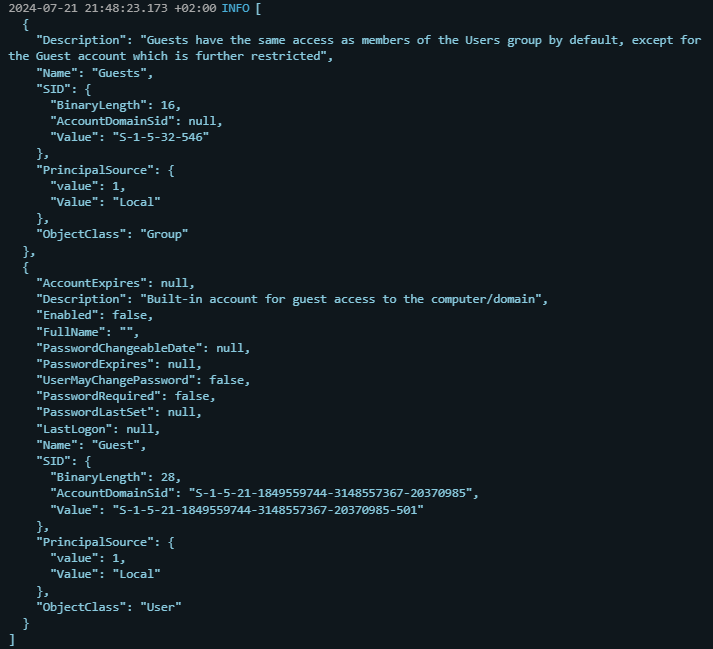 2024-07-21 21:48:23.173 +02:00 INFO [
  {
    "Description": "Guests have the same access as members of the Users group by default, except for
the Guest account which is further restricted",
    "Name": "Guests",
    "SID": {
      "BinaryLength": 16,
      "AccountDomainSid": null,
      "Value": "S-1-5-32-546"
    },
    "PrincipalSource": {
      "value": 1,
      "Value": "Local"
    },
    "ObjectClass": "Group"
  },
  {
    "AccountExpires": null,
    "Description": "Built-in account for guest access to the computer/domain",
    "Enabled": false,
    "FullName": "",
    "PasswordChangeableDate": null,
    "PasswordExpires": null,
    "UserMayChangePassword": false,
    "PasswordRequired": false,
    "PasswordLastSet": null,
    "LastLogon": null,
    "Name": "Guest",
    "SID": {
      "BinaryLength": 28,
      "AccountDomainSid": "S-1-5-21-1849559744-3148557367-20370985",
      "Value": "S-1-5-21-1849559744-3148557367-20370985-501"
    },
    "PrincipalSource": {
      "value": 1,
      "Value": "Local"
    },
    "ObjectClass": "User"
  }
]